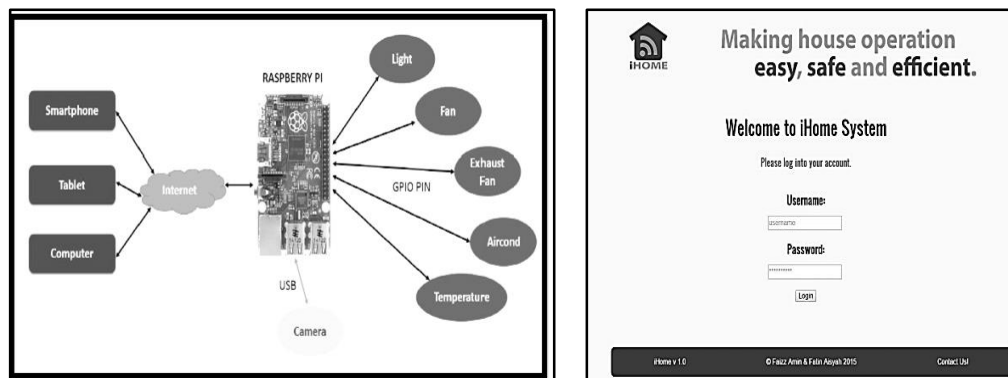 RASPBERRY PI
Light
Smartphone
Fan
Exhaust
Fan
Tablet
Internet
GPIO PIN
Computer
Aircond
USB
Temperature
Camera
iHOME
Making house operation
easy, safe and efficient.
Welcome to iHome System
Please log into your account.
Username:
username
Password:
**********
Login
iHome v 1.0
© Faizz Amin & Fatin Aisyah 2015
Contact Us!